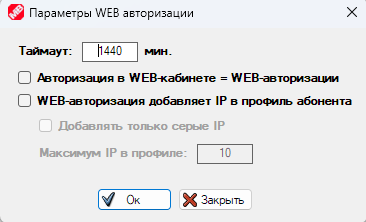 Параметры WEB авторизации
Таймаут: 1440 мин.
Авторизация в WEB-кабинете = WEB-авторизации
WEB-авторизация добавляет IP в профиль абонента
Добавлять только серые IP
Максимум IP в профиле: 10
Ок Закрыть